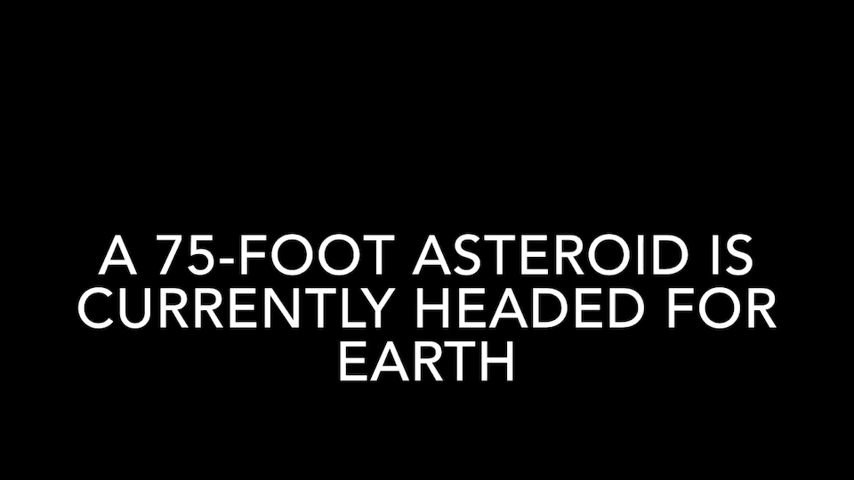 A 75-FOOT ASTEROID IS
CURRENTLY HEADED FOR
EARTH